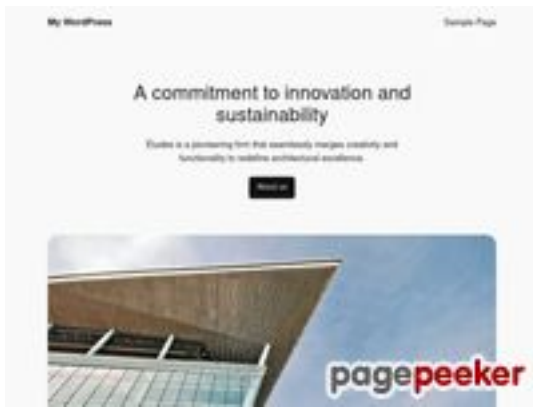 My WordPress
Sample Page
A commitment to innovation and
sustainability
Études is a pioneering firm that seamlessly merges creativity and
functionality to redefine architectural excellence.
About us
pagepeeker